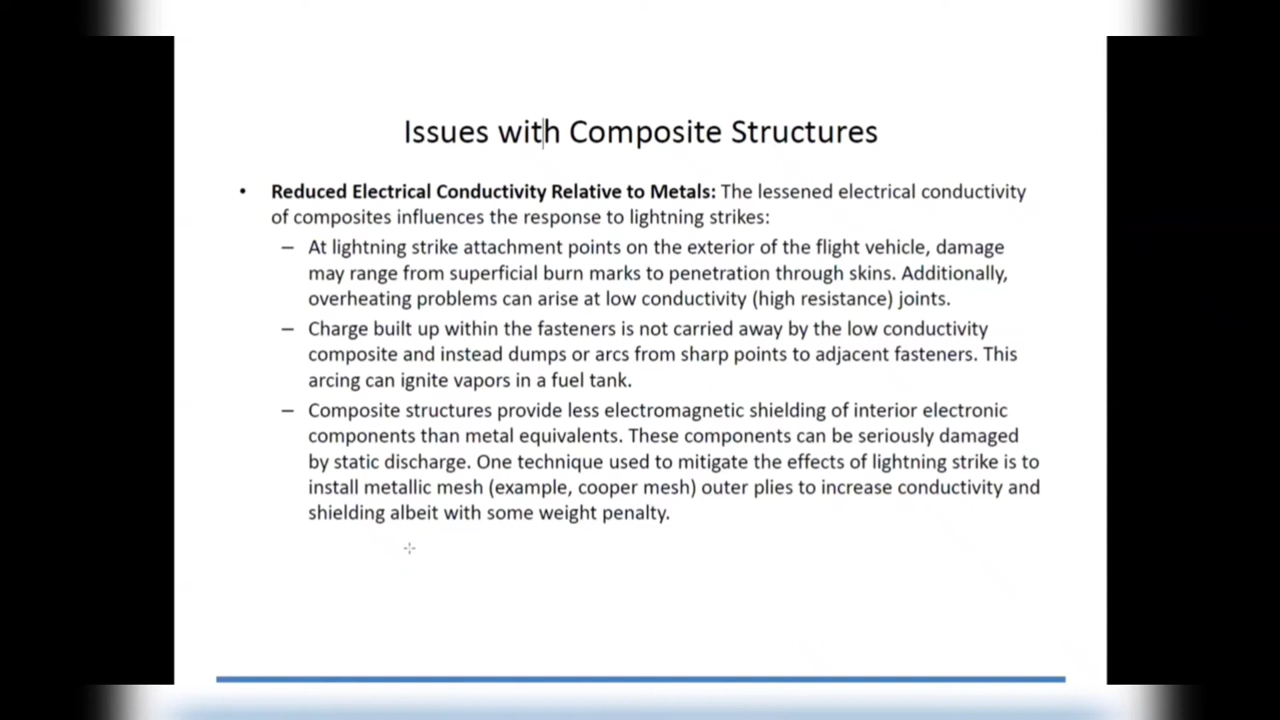 Issues with Composite Structures
• Reduced Electrical Conductivity Relative to Metals: The lessened electrical conductivity
of composites influences the response to lightning strikes:
– At lightning strike attachment points on the exterior of the flight vehicle, damage
may range from superficial burn marks to penetration through skins. Additionally,
overheating problems can arise at low conductivity (high resistance) joints.
– Charge built up within the fasteners is not carried away by the low conductivity
composite and instead dumps or arcs from sharp points to adjacent fasteners. This
arcing can ignite vapors in a fuel tank.
– Composite structures provide less electromagnetic shielding of interior electronic
components than metal equivalents. These components can be seriously damaged
by static discharge. One technique used to mitigate the effects of lightning strike is to
install metallic mesh (example, cooper mesh) outer plies to increase conductivity and
shielding albeit with some weight penalty.